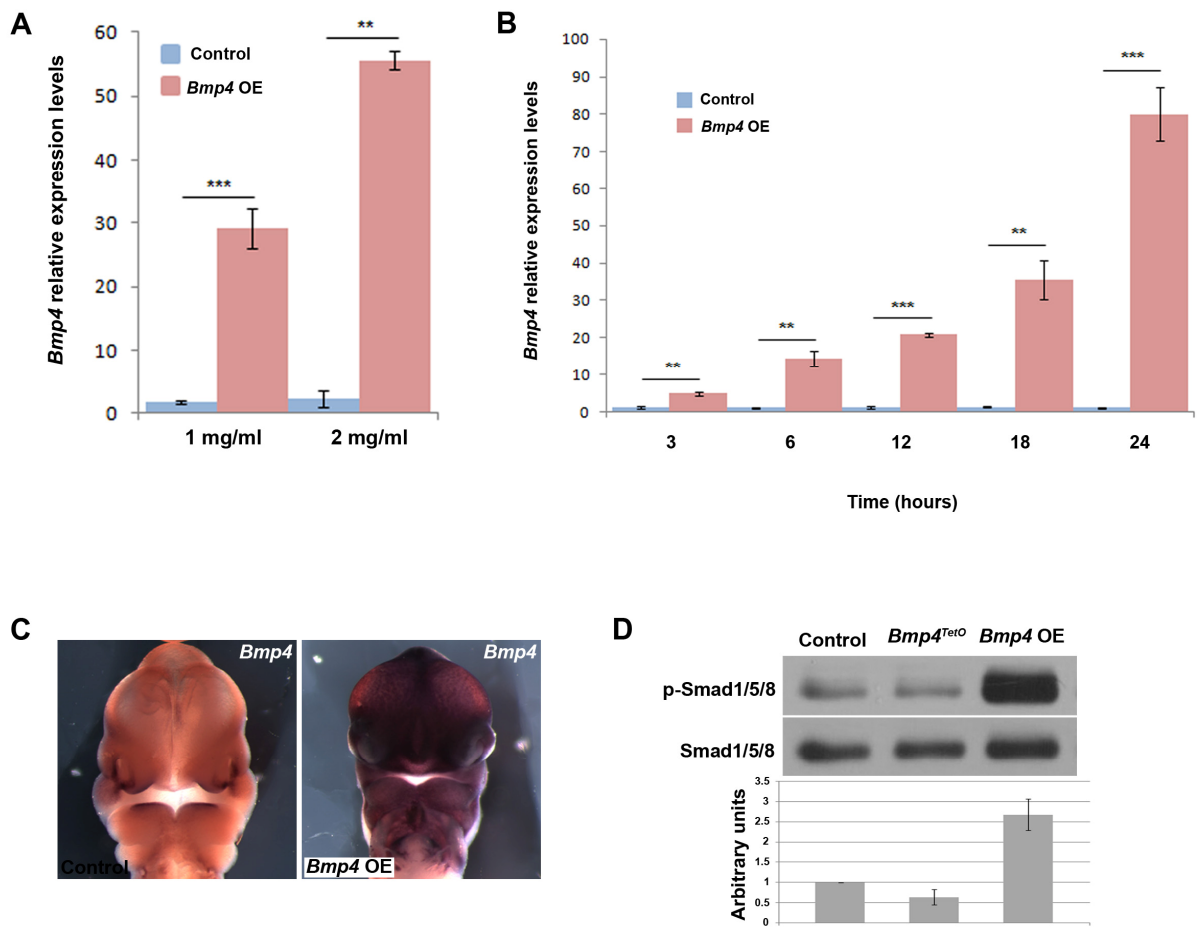 A
Bmp4 relative expression levels
60
50
40
30
20
10
0
Control
Bmp4 OE
***
**
1 mg/ml
2 mg/ml
B
Bmp4 relative expression levels
100
90
80
70
60
50
40
30
20
10
0
Control
Bmp4 OE
**
**
***
**
***
3
6
12
18
24
Time (hours)
C
Bmp4
Control
Bmp4
Bmp4 OE
D
Control
Bmp4TetO
Bmp4 OE
p-Smad1/5/8
Smad1/5/8
Arbitrary units
3.5
3
2.5
2
1.5
1
0.5
0